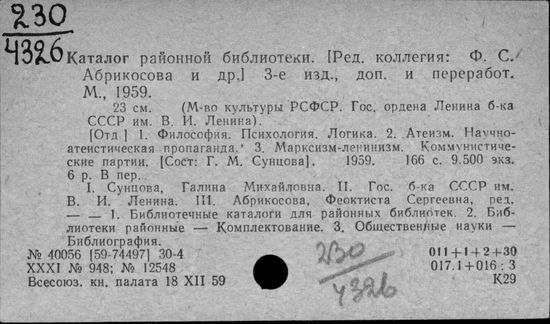 230
4326
Каталог районной библиотеки. [Ред. коллегия: Ф. С.
Абрикосова и др.] 3-е изд., доп. и переработ.
М., 1959.
23 см. (М-во культуры РСФСР. Гос. ордена Ленина б-ка
СССР им. В. И. Ленина).
[Отд ] 1. Философия. Психология. Логика. 2. Атеизм. Научно-
атеистическая пропаганда. 3. Марксизм-ленинизм. Коммунистиче-
ские партии. [Сост: Г. М. Сунцова]. 1959. 166 с. 9.500 экз.
6 р. В пер.
I. Сунцова, Галина Михайловна. II. Гос. б-ка СССР им.
В. И. Ленина. III. Абрикосова, Феоктиста Сергеевна, ред.
— — 1. Библиотечные каталоги для районных библиотек. 2. Биб-
лиотеки районные — Комплектование. 3. Общественные науки —
Библиография.
№ 40056 [59-74497] 30-4
XXXI № 948; № 12548
Всесоюз. кн. палата 18 XII 59
230
4326
011+1+2+30
017.1+016 : 3
К29